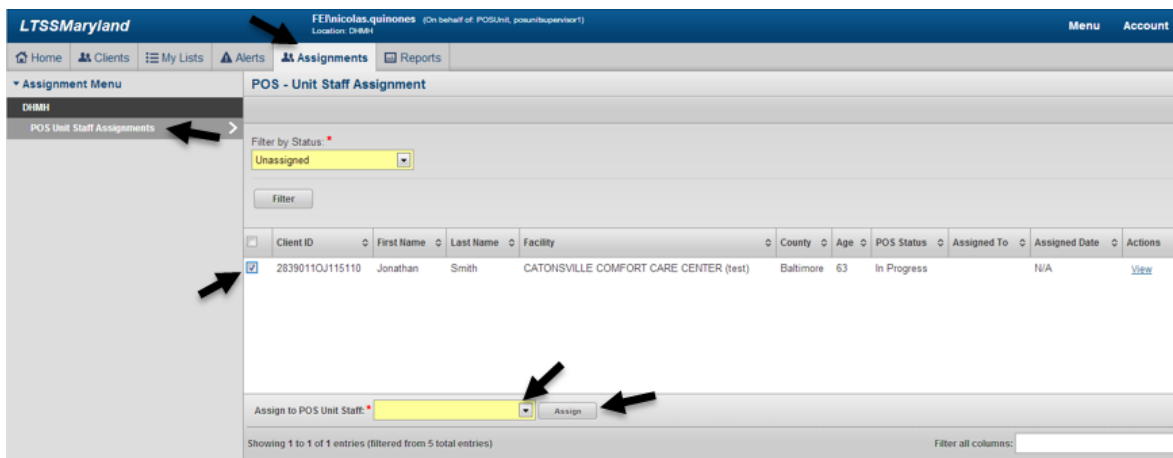 LTSSMaryland
FEI\nicolas.quinones (On behalf of: POSUnit, posunitsupervisor1)
Location: DHMH
Menu Account
Home Clients My Lists Alerts Assignments Reports
Assignment Menu
DHMH
POS Unit Staff Assignments
POS - Unit Staff Assignment
Filter by Status: *
Unassigned
Filter
Client ID First Name Last Name Facility County Age POS Status Assigned To Assigned Date Actions
2839011OJ115110 Jonathan Smith CATONSVILLE COMFORT CARE CENTER (test) Baltimore 63 In Progress N/A View
Assign to POS Unit Staff: * Assign
Showing 1 to 1 of 1 entries (filtered from 5 total entries) Filter all columns: